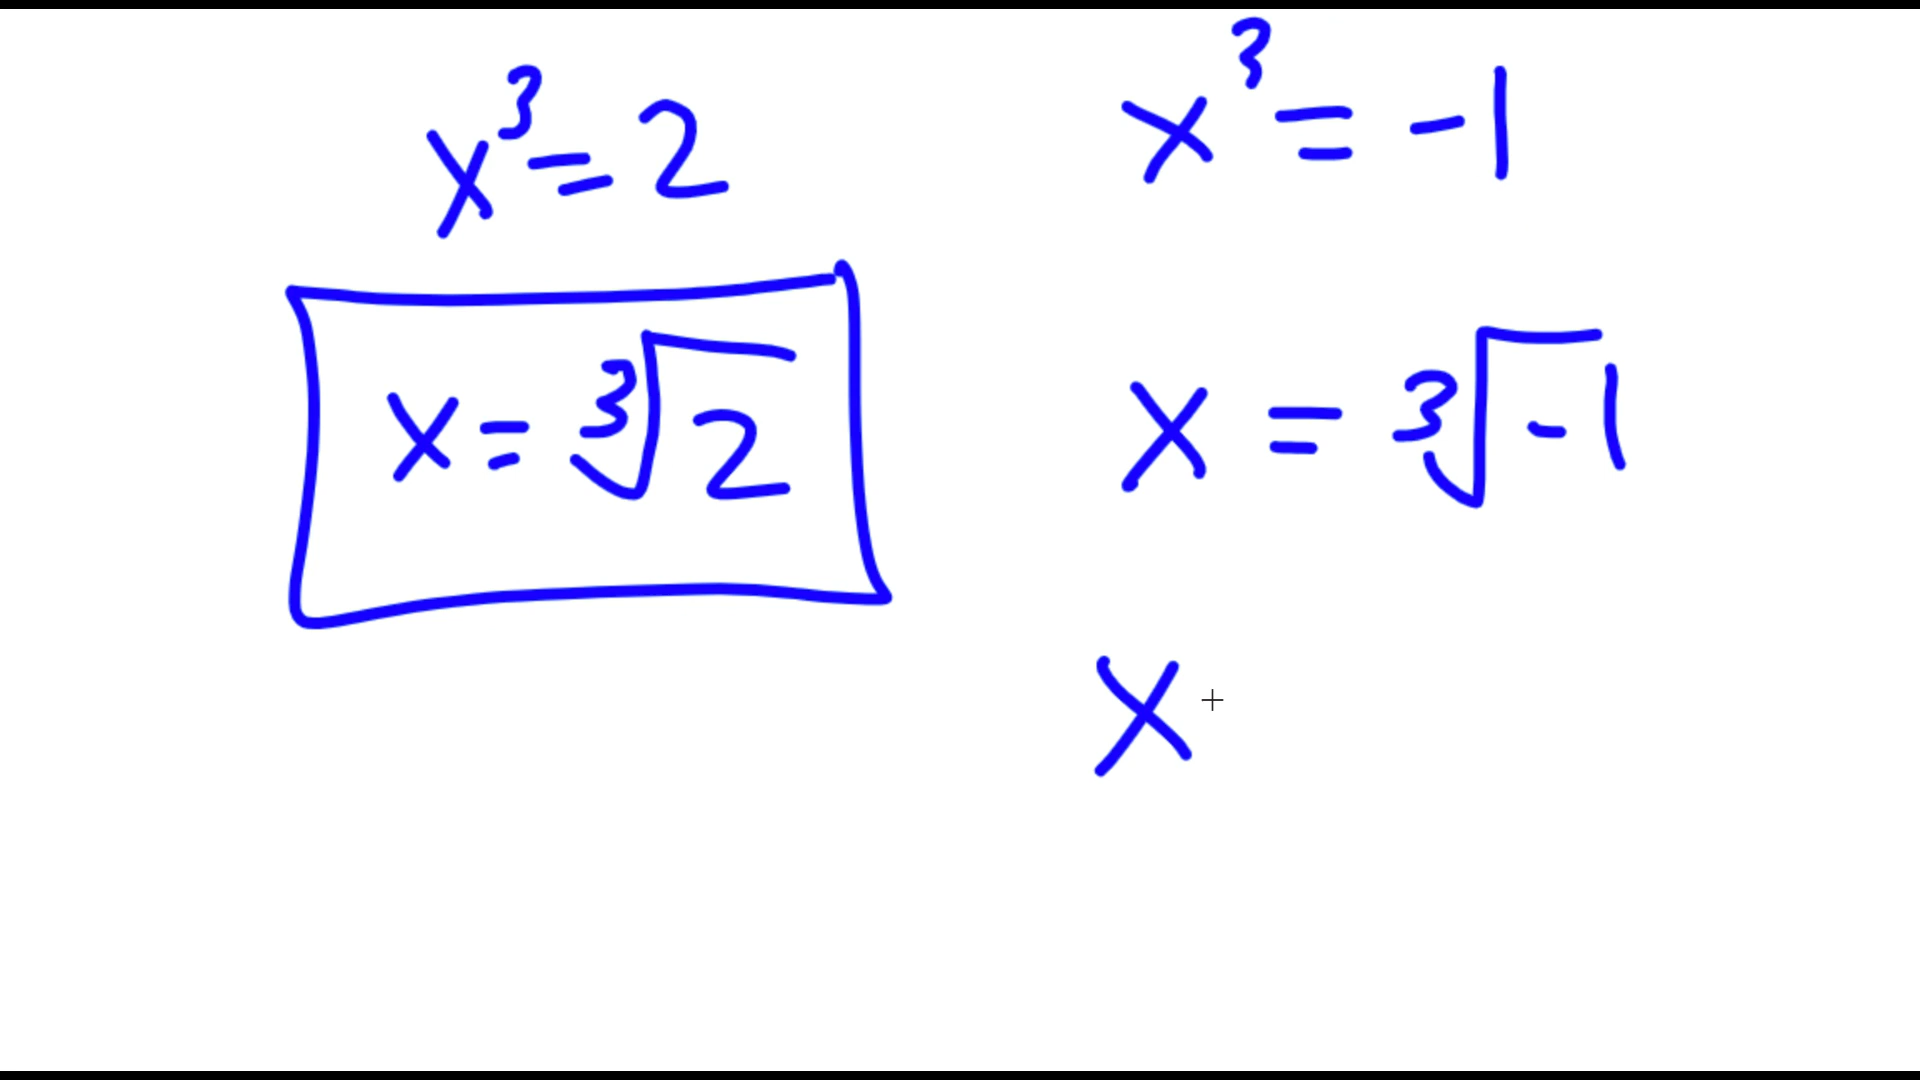 x³ = 2
x = ∛2
x³ = -1
x = ∛-1
x